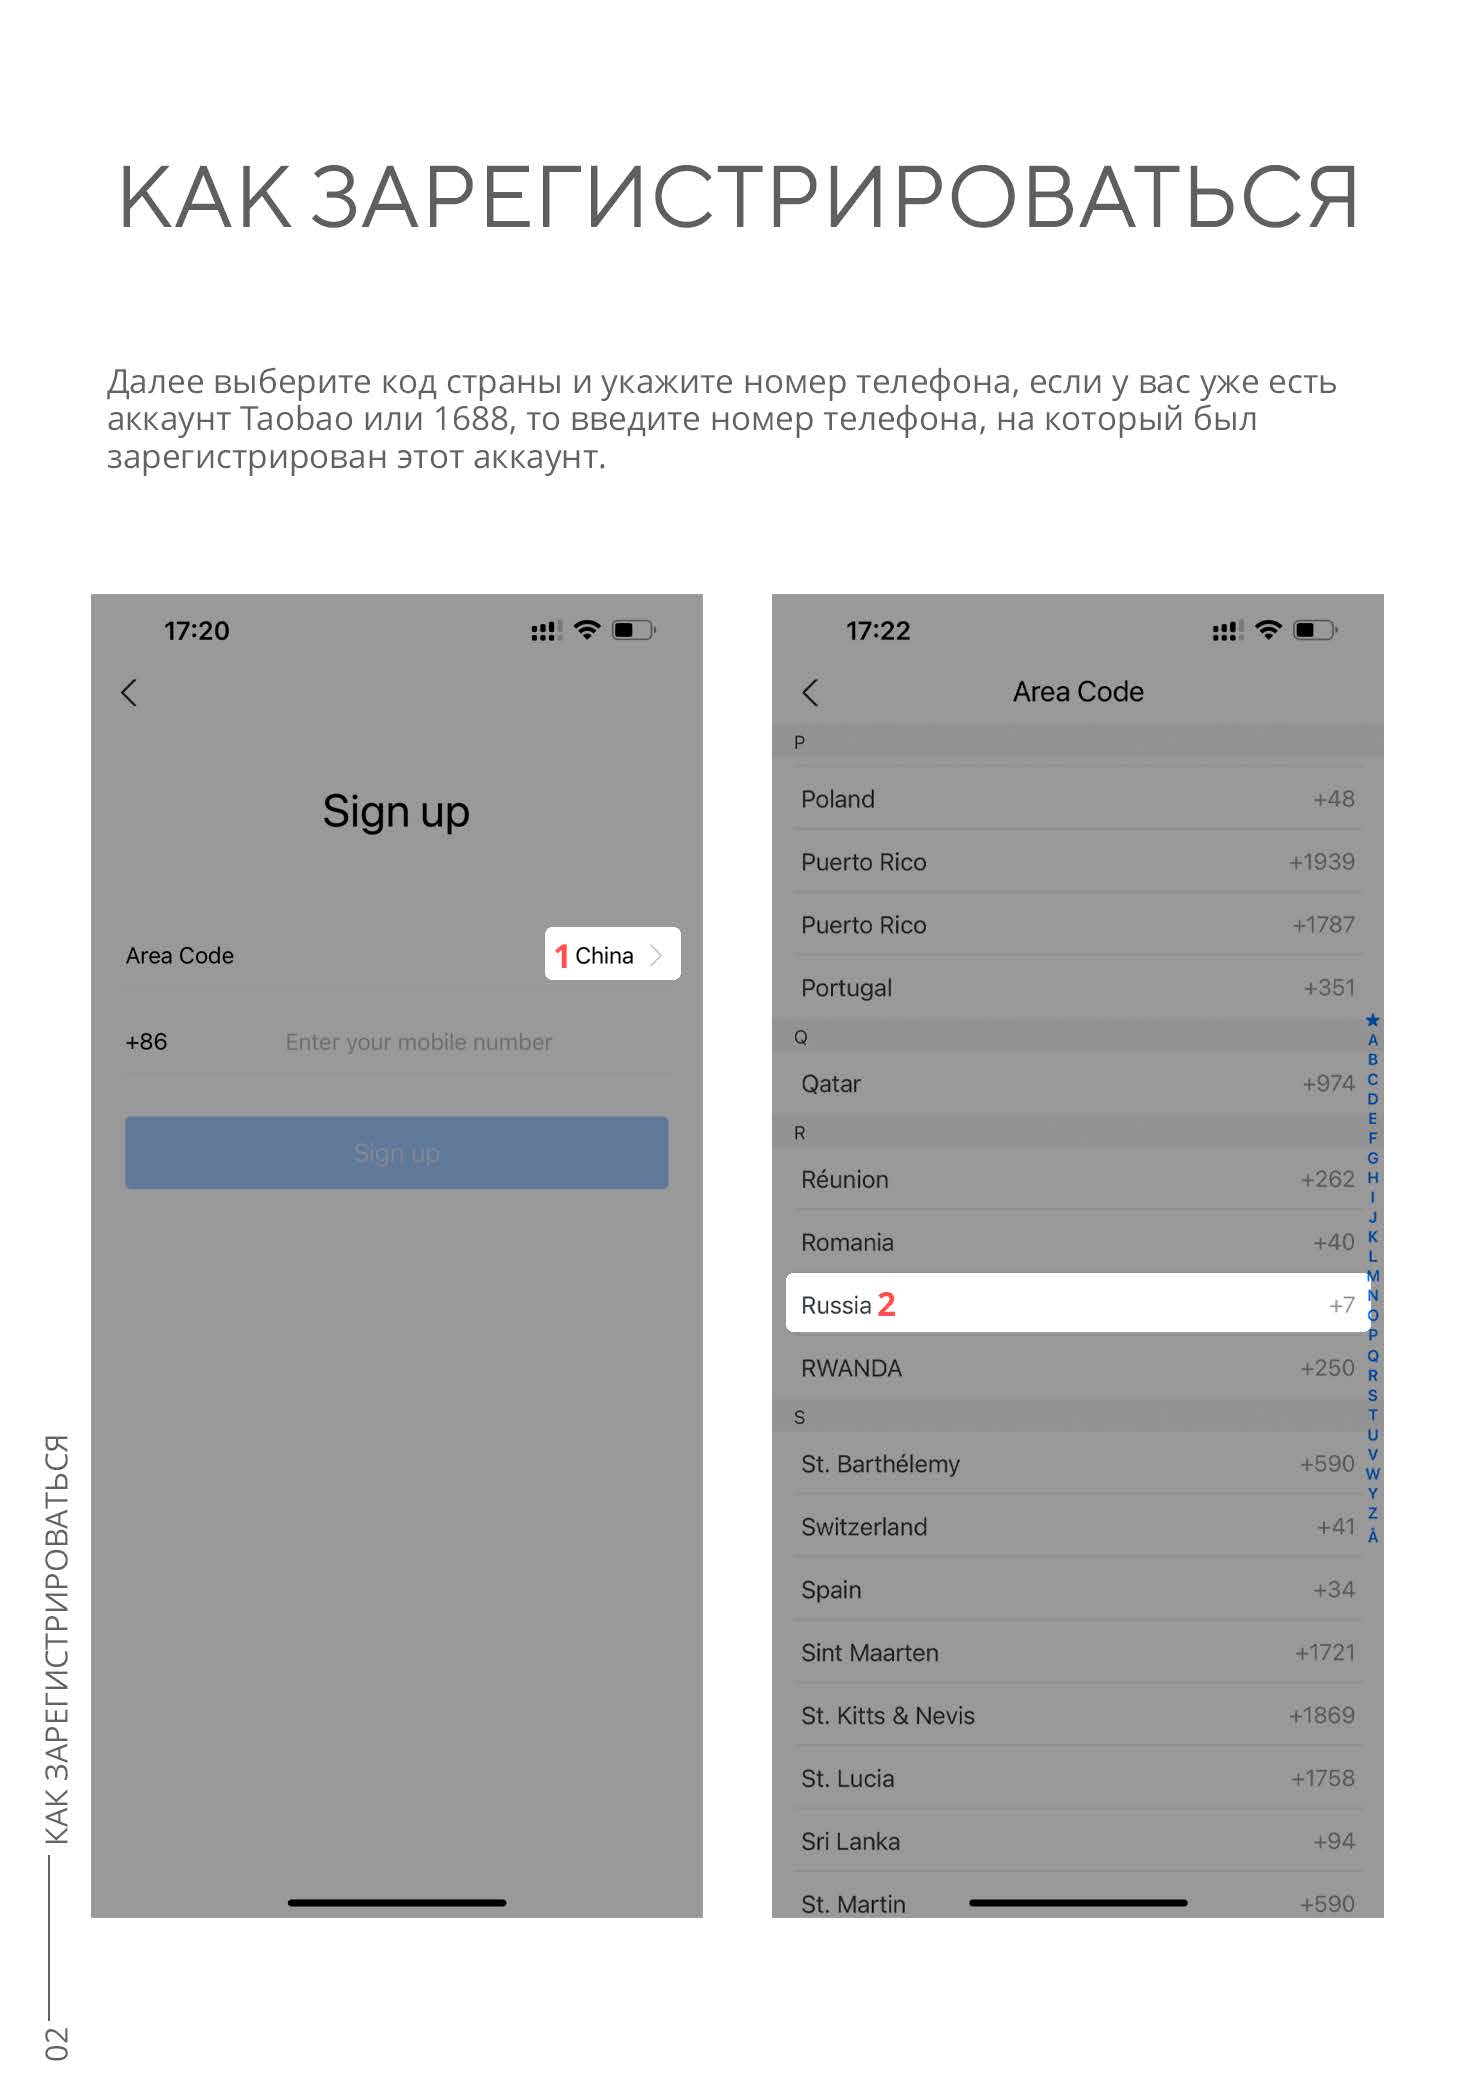 КАК ЗАРЕГИСТРИРОВАТЬСЯ
Далее выберите код страны и укажите номер телефона, если у вас уже есть
аккаунт Taobao или 1688, то введите номер телефона, на который был
зарегистрирован этот аккаунт.
17:20
Sign up
Area Code
1 China
+86 Enter your mobile number
Sign up
17:22
Area Code
P
Poland +48
Puerto Rico +1939
Puerto Rico +1787
Portugal +351
Q
Qatar +974
R
Réunion +262
Romania +40
Russia 2 +7
RWANDA +250
S
St. Barthélemy +590
Switzerland +41
Spain +34
Sint Maarten +1721
St. Kitts & Nevis +1869
St. Lucia +1758
Sri Lanka +94
St. Martin +590
★
A
B
C
D
E
F
G
H
I
J
K
L
M
N
O
P
Q
R
S
T
U
V
W
Y
Z
Å
02 КАК ЗАРЕГИСТРИРОВАТЬСЯ